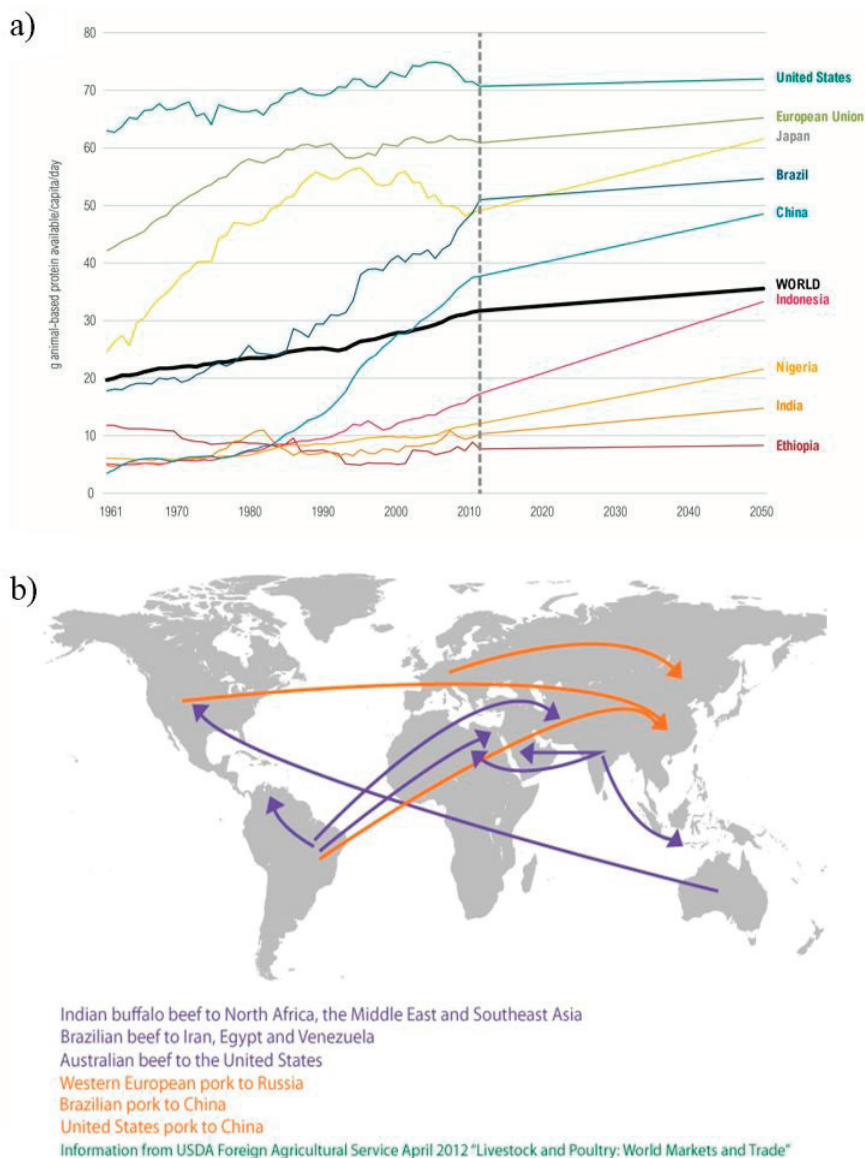 a)
80
70
60
50
40
30
20
10
0
g animal-based protein available/capita/day
1961 1970 1980 1990 2000 2010 2020 2030 2040 2050
United States
European Union
Japan
Brazil
China
WORLD
Indonesia
Nigeria
India
Ethiopia
b)
Indian buffalo beef to North Africa, the Middle East and Southeast Asia
Brazilian beef to Iran, Egypt and Venezuela
Australian beef to the United States
Western European pork to Russia
Brazilian pork to China
United States pork to China
Information from USDA Foreign Agricultural Service April 2012 "Livestock and Poultry: World Markets and Trade"